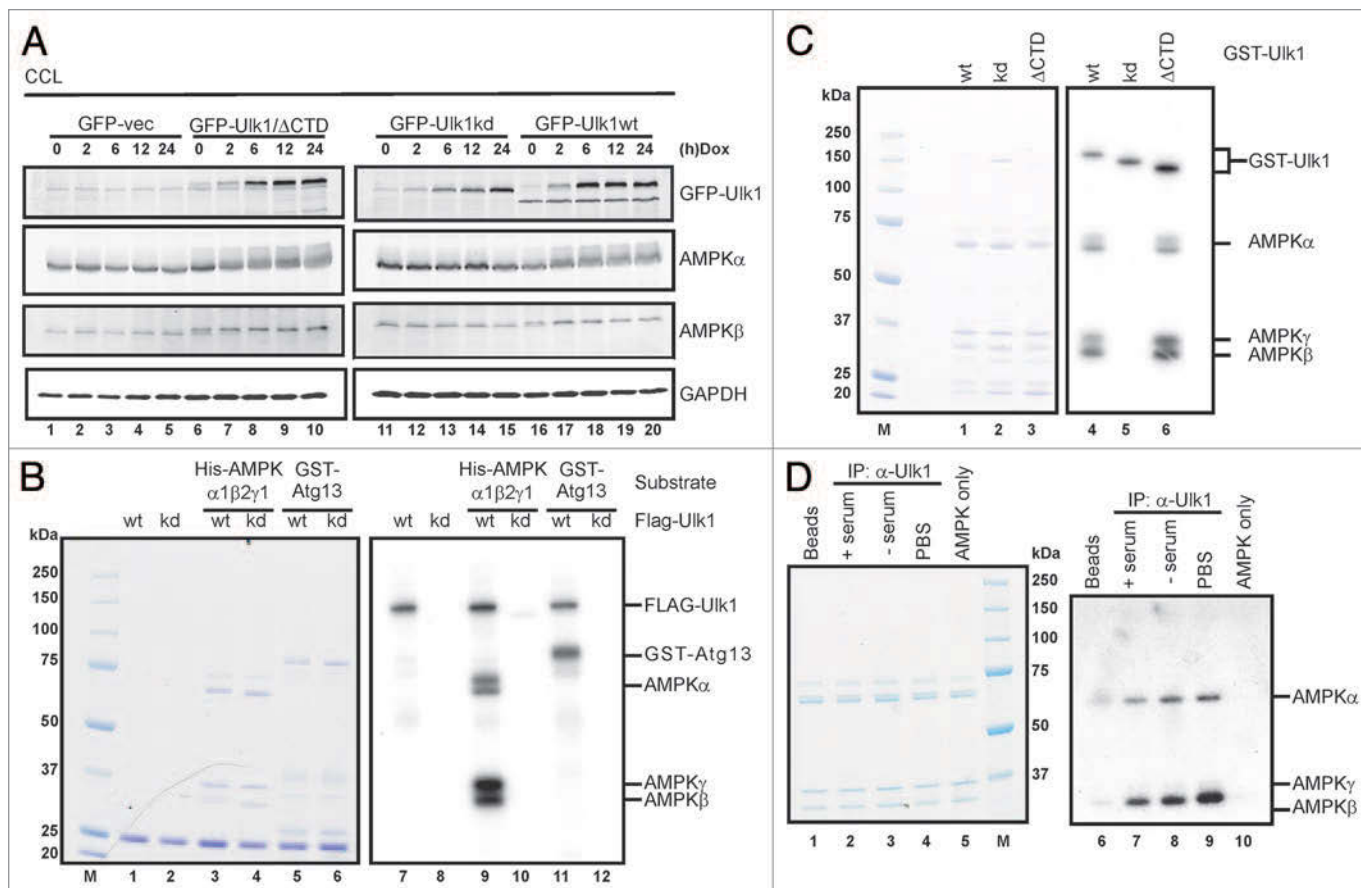 A
CCL
GFP-vec GFP-Ulk1/ΔCTD GFP-Ulk1kd GFP-Ulk1wt
0 2 6 12 24 0 2 6 12 24 0 2 6 12 24 0 2 6 12 24 (h)Dox
GFP-Ulk1
AMPKα
AMPKβ
GAPDH
1 2 3 4 5 6 7 8 9 10 11 12 13 14 15 16 17 18 19 20
B
His-AMPK α1β2γ1 GST-Atg13 His-AMPK α1β2γ1 GST-Atg13 Substrate
wt kd wt kd wt kd wt kd wt kd wt kd Flag-Ulk1
kDa
250
150
100
75
50
37
25
20
FLAG-Ulk1
GST-Atg13
AMPKα
AMPKγ
AMPKβ
M 1 2 3 4 5 6 7 8 9 10 11 12
C
wt kd ΔCTD wt kd ΔCTD GST-Ulk1
kDa
250
150
100
75
50
37
25
20
GST-Ulk1
AMPKα
AMPKγ
AMPKβ
M 1 2 3 4 5 6
D
IP: α-Ulk1 IP: α-Ulk1
Beads + serum - serum PBS AMPK only Beads + serum - serum PBS AMPK only
kDa
250
150
100
75
50
37
AMPKα
AMPKγ
AMPKβ
1 2 3 4 5 M 6 7 8 9 10